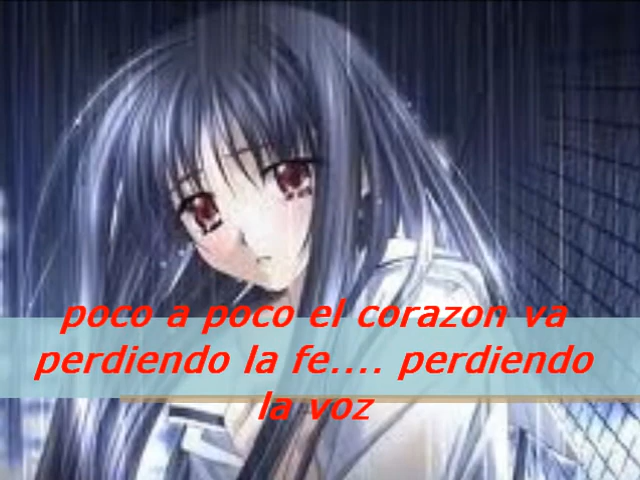 poco a poco el corazon va
perdiendo la fe.... perdiendo
la voz